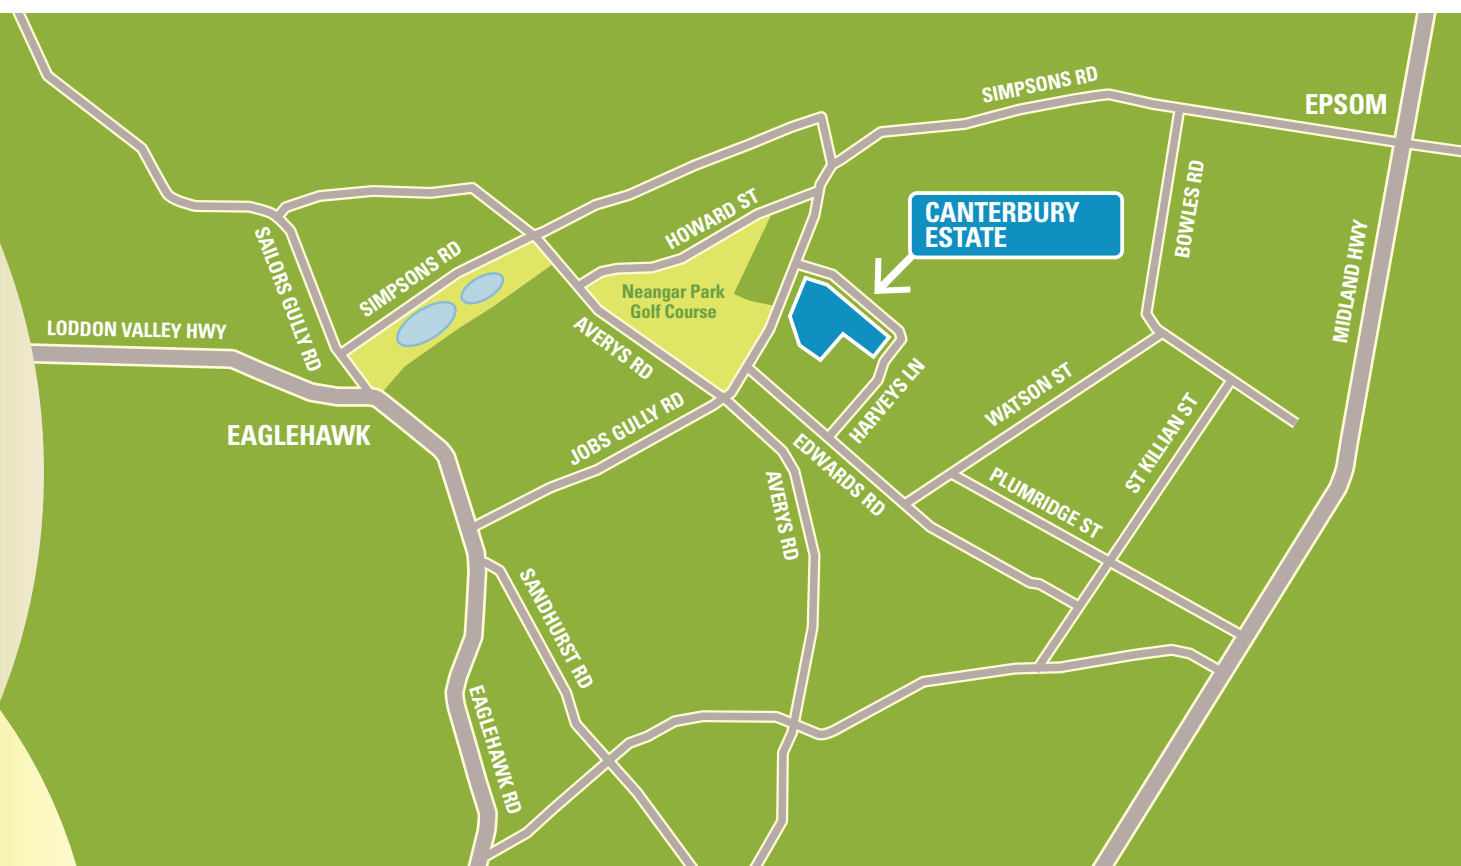 SIMPSONS RD
EPSOM
BOWLES RD
HOWARD ST
CANTERBURY
ESTATE
SAILORS GULLY RD
SIMPSONS RD
MIDLAND HWY
Neangar Park
Golf Course
LODDON VALLEY HWY
AVERYS RD
HARVEYS LN
WATSON ST
JOBS GULLY RD
ST KILLIAN ST
EAGLEHAWK
EDWARDS RD
PLUMRIDGE ST
AVERYS RD
SANDHURST RD
EAGLEHAWK RD